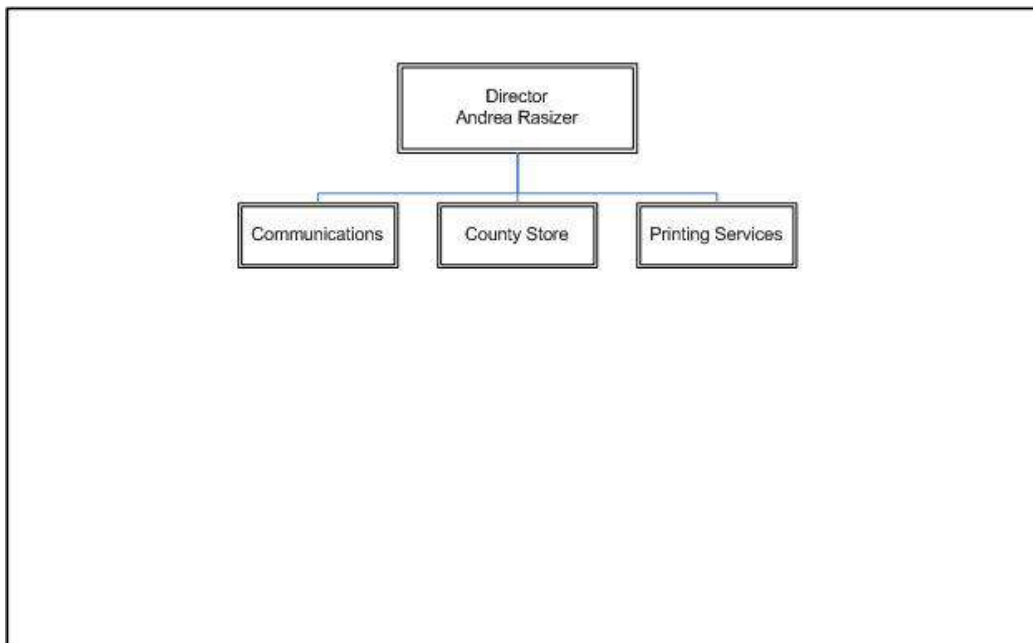 Director
Andrea Rasizer
Communications
County Store
Printing Services